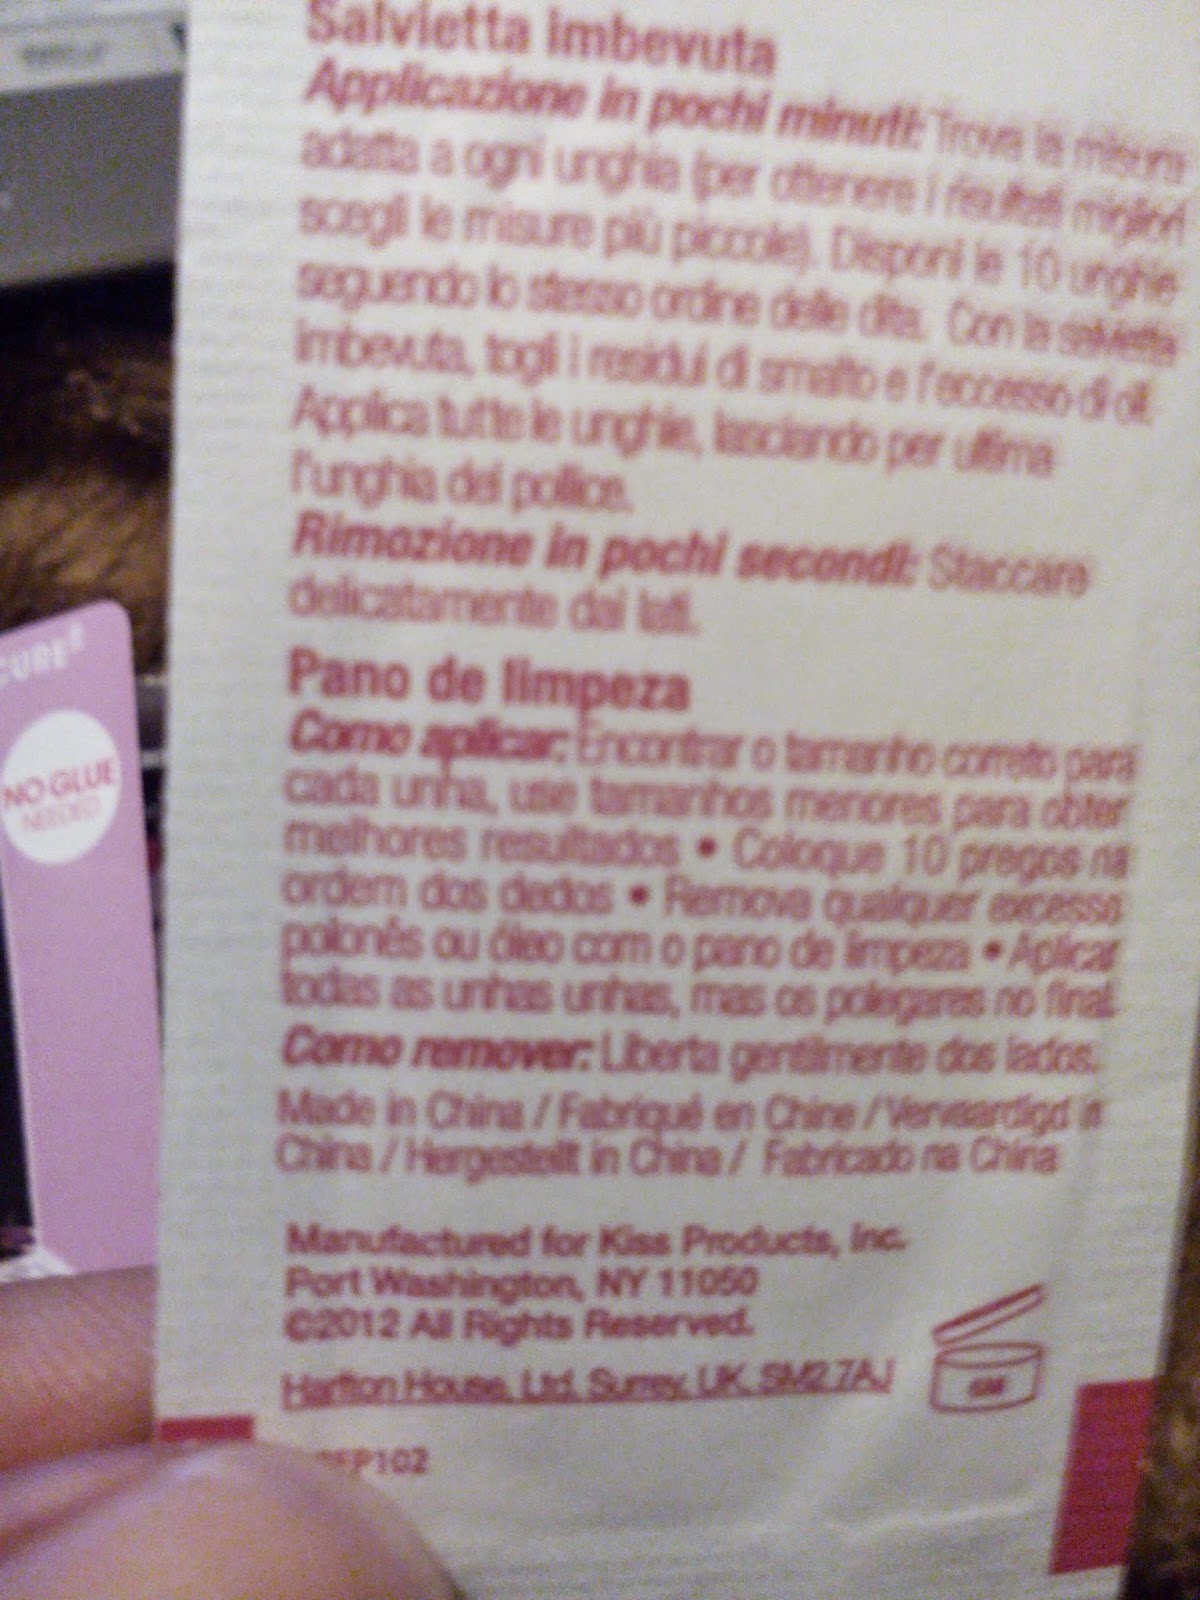 Salvietta imbevuta
Applicazione in pochi minuti: Trova la misura
adatta a ogni unghia (per ottenere i risultati migliori
scegli le misure più piccole). Disponi le 10 unghie
seguendo lo stesso ordine delle dita. Con la salvietta
imbevuta, togli i residui di smalto e l'eccesso di oli.
Applica tutte le unghie, lasciando per ultima
l'unghia del pollice.
Rimozione in pochi secondi: Staccare
delicatamente dai lati.
Pano de limpeza
Como aplicar: Encontrar o tamanho correto para
cada unha, use tamanhos menores para obter
melhores resultados • Coloque 10 pregos na
ordem dos dedos • Remova qualquer excesso
polonês ou óleo com o pano de limpeza • Aplicar
todas as unhas unhas, mas os polegares no final.
Como remover: Liberta gentilmente dos lados.
Made in China / Fabriqué en Chine / Vervaardigd in
China / Hergestellt in China / Fabricado na China
Manufactured for Kiss Products, Inc.
Port Washington, NY 11050
©2012 All Rights Reserved.
House, Ltd. Surrey, UK, SM2 7AJ
FP102
CURE®
NO GLUE
NEEDED